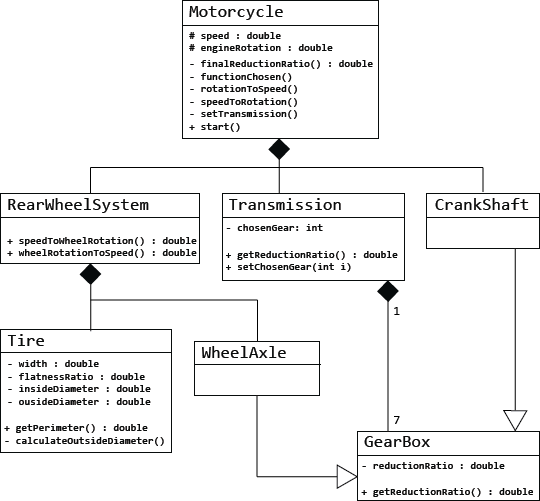 Motorcycle
# speed : double
# engineRotation : double
- finalReductionRatio() : double
- functionChosen()
- rotationToSpeed()
- speedToRotation()
- setTransmission()
+ start()
RearWheelSystem
+ speedToWheelRotation() : double
+ wheelRotationToSpeed() : double
Transmission
- chosenGear: int
+ getReductionRatio() : double
+ setChosenGear(int i)
CrankShaft
1
7
Tire
- width : double
- flatnessRatio : double
- insideDiameter : double
- ousideDiameter : double
+ getPerimeter() : double
- calculateOutsideDiameter()
WheelAxle
GearBox
- reductionRatio : double
+ getReductionRatio() : double